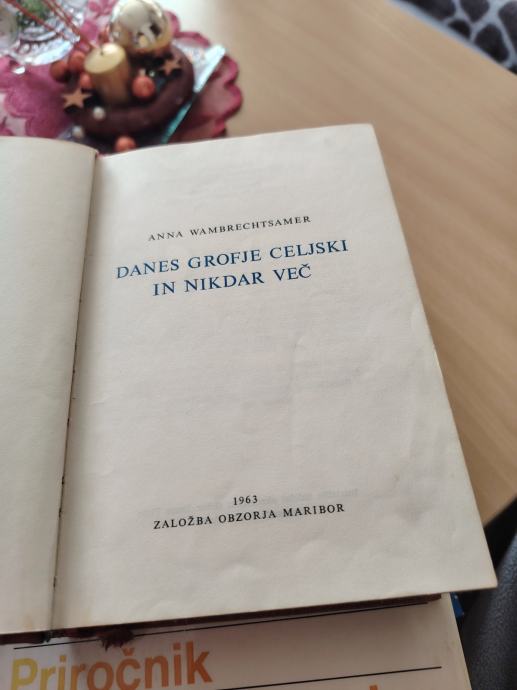 ANNA WAMBRECHTSAMER
DANES GROFJE CELJSKI
IN NIKDAR VEČ
1963
ZALOŽBA OBZORJA MARIBOR
Priročnik